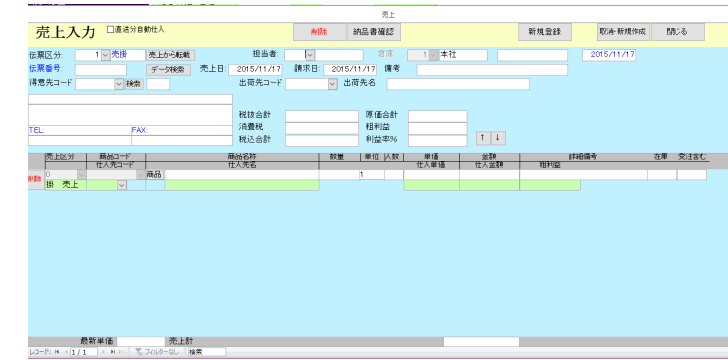 売上
売上入力 □直送分自動仕入 削除 納品書確認 新規登録 取消・新規作成 閉じる
伝票区分: 1 売掛 売上から転載 担当者: 倉庫: 1 本社 2015/11/17
伝票番号: データ検索 売上日: 2015/11/17 請求日: 2015/11/17 備考
得意先コード 検索 出荷先コード 出荷先名
税抜合計 原価合計
消費税 粗利益
TEL: FAX:
税込合計 利益率% ↑ ↓
売上区分 商品コード 商品名称 数量 単位 入数 単価 金額 詳細備考 在庫 受注含む
仕入先コード 仕入先名 仕入単価 仕入金額 粗利益
削除 0 商品 1
掛 売上
最新単価 売上計
レコード: 1 / 1 フィルターなし 検索